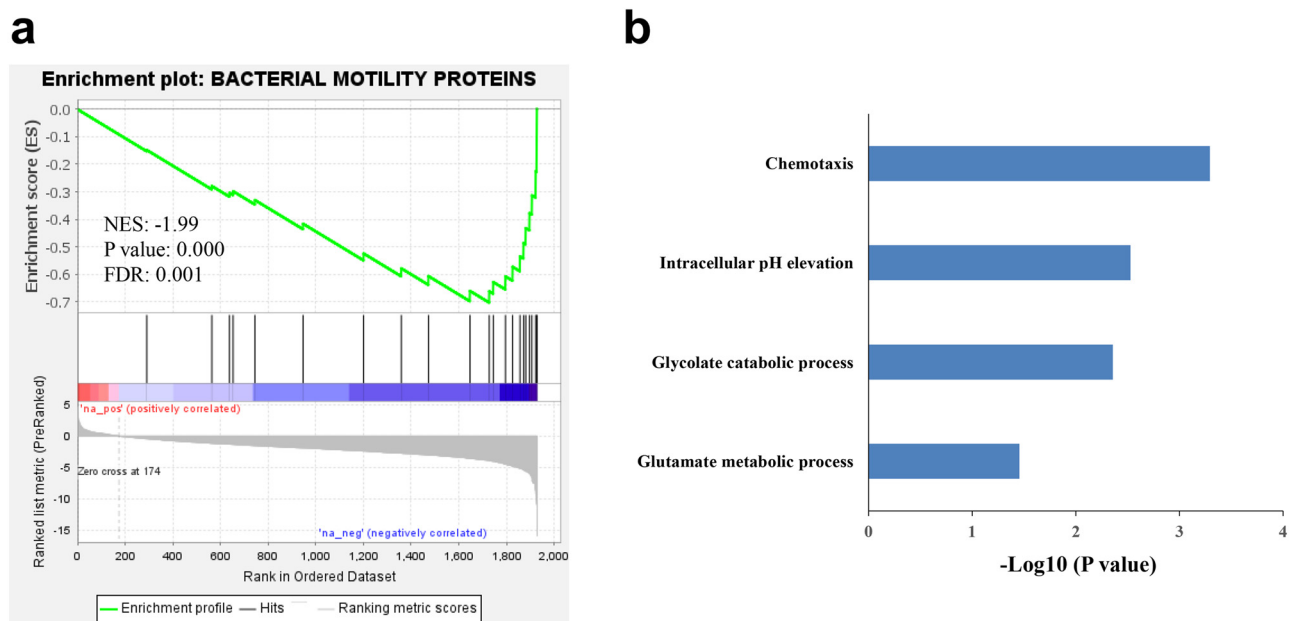 a
Enrichment plot: BACTERIAL MOTILITY PROTEINS
Enrichment score (ES)
0.0
-0.1
-0.2
-0.3
-0.4
-0.5
-0.6
-0.7
NES: -1.99
P value: 0.000
FDR: 0.001
Ranked list metric (PreRanked)
5
0
-5
-10
-15
'na_pos' (positively correlated)
Zero cross at 174
'na_neg' (negatively correlated)
0 200 400 600 800 1,000 1,200 1,400 1,600 1,800 2,000
Rank in Ordered Dataset
Enrichment profile Hits Ranking metric scores
b
Chemotaxis
Intracellular pH elevation
Glycolate catabolic process
Glutamate metabolic process
0 1 2 3 4
-Log10 (P value)